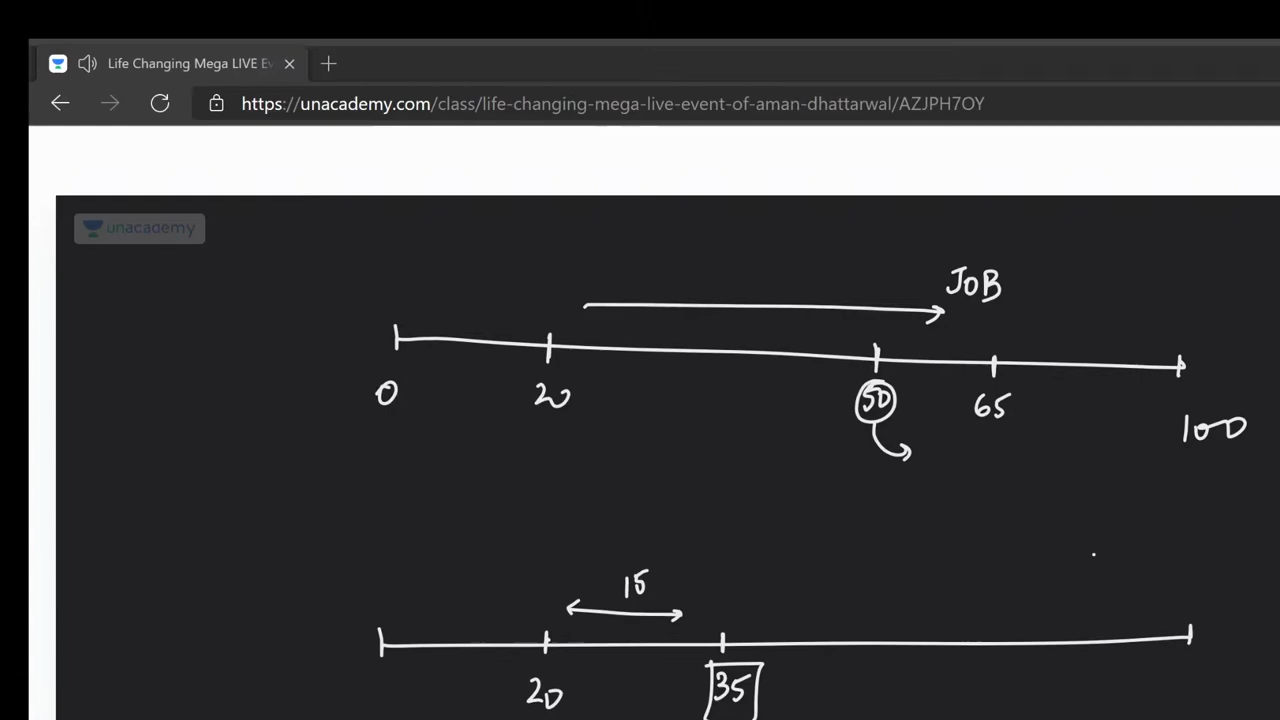 Life Changing Mega LIVE Ev
https://unacademy.com/class/life-changing-mega-live-event-of-aman-dhattarwal/AZJPH7OY
unacademy
JOB
0 20 50 65 100
15
20 35